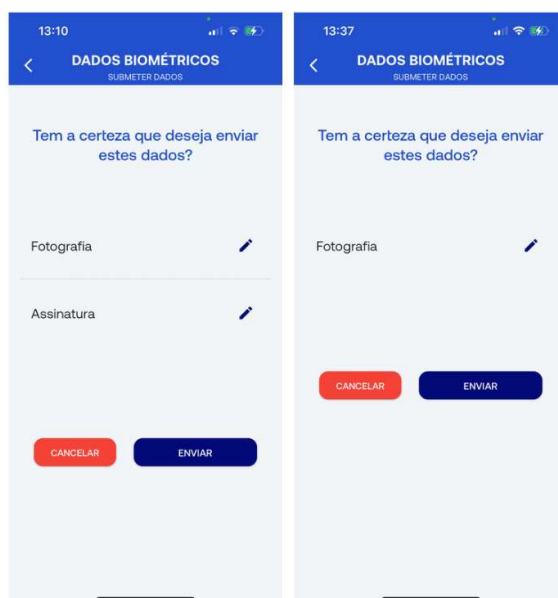 13:10
DADOS BIOMÉTRICOS
SUBMETER DADOS
Tem a certeza que deseja enviar
estes dados?
Fotografia
Assinatura
CANCELAR
ENVIAR
13:37
DADOS BIOMÉTRICOS
SUBMETER DADOS
Tem a certeza que deseja enviar
estes dados?
Fotografia
CANCELAR
ENVIAR